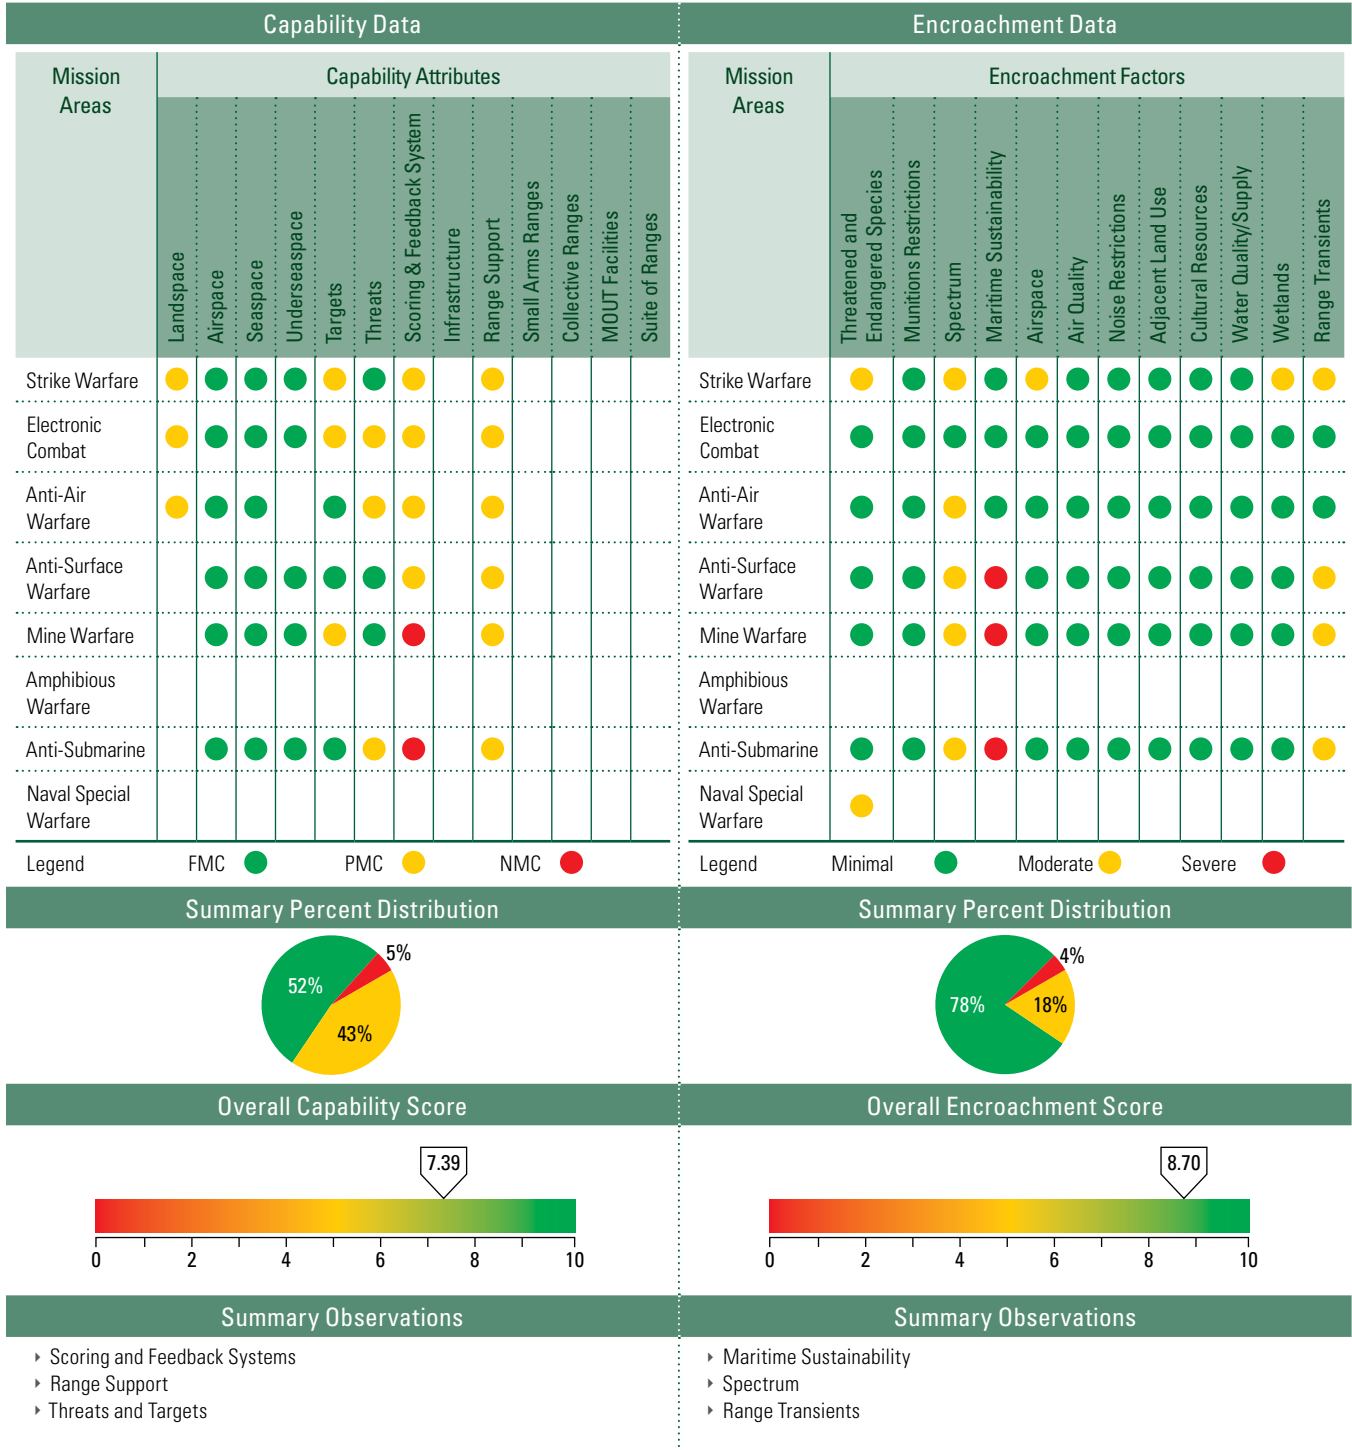 Capability Data
Mission
Areas
Capability Attributes
Landspace
Airspace
Seaspace
Underseaspace
Targets
Threats
Scoring & Feedback System
Infrastructure
Range Support
Small Arms Ranges
Collective Ranges
MOUT Facilities
Suite of Ranges
Strike Warfare
Electronic
Combat
Anti-Air
Warfare
Anti-Surface
Warfare
Mine Warfare
Amphibious
Warfare
Anti-Submarine
Naval Special
Warfare
Legend FMC PMC NMC
Summary Percent Distribution
5%
52%
43%
Overall Capability Score
7.39
0 2 4 6 8 10
Summary Observations
‣ Scoring and Feedback Systems
‣ Range Support
‣ Threats and Targets
Encroachment Data
Mission
Areas
Encroachment Factors
Threatened and
Endangered Species
Munitions Restrictions
Spectrum
Maritime Sustainability
Airspace
Air Quality
Noise Restrictions
Adjacent Land Use
Cultural Resources
Water Quality/Supply
Wetlands
Range Transients
Strike Warfare
Electronic
Combat
Anti-Air
Warfare
Anti-Surface
Warfare
Mine Warfare
Amphibious
Warfare
Anti-Submarine
Naval Special
Warfare
Legend Minimal Moderate Severe
Summary Percent Distribution
4%
78%
18%
Overall Encroachment Score
8.70
0 2 4 6 8 10
Summary Observations
‣ Maritime Sustainability
‣ Spectrum
‣ Range Transients